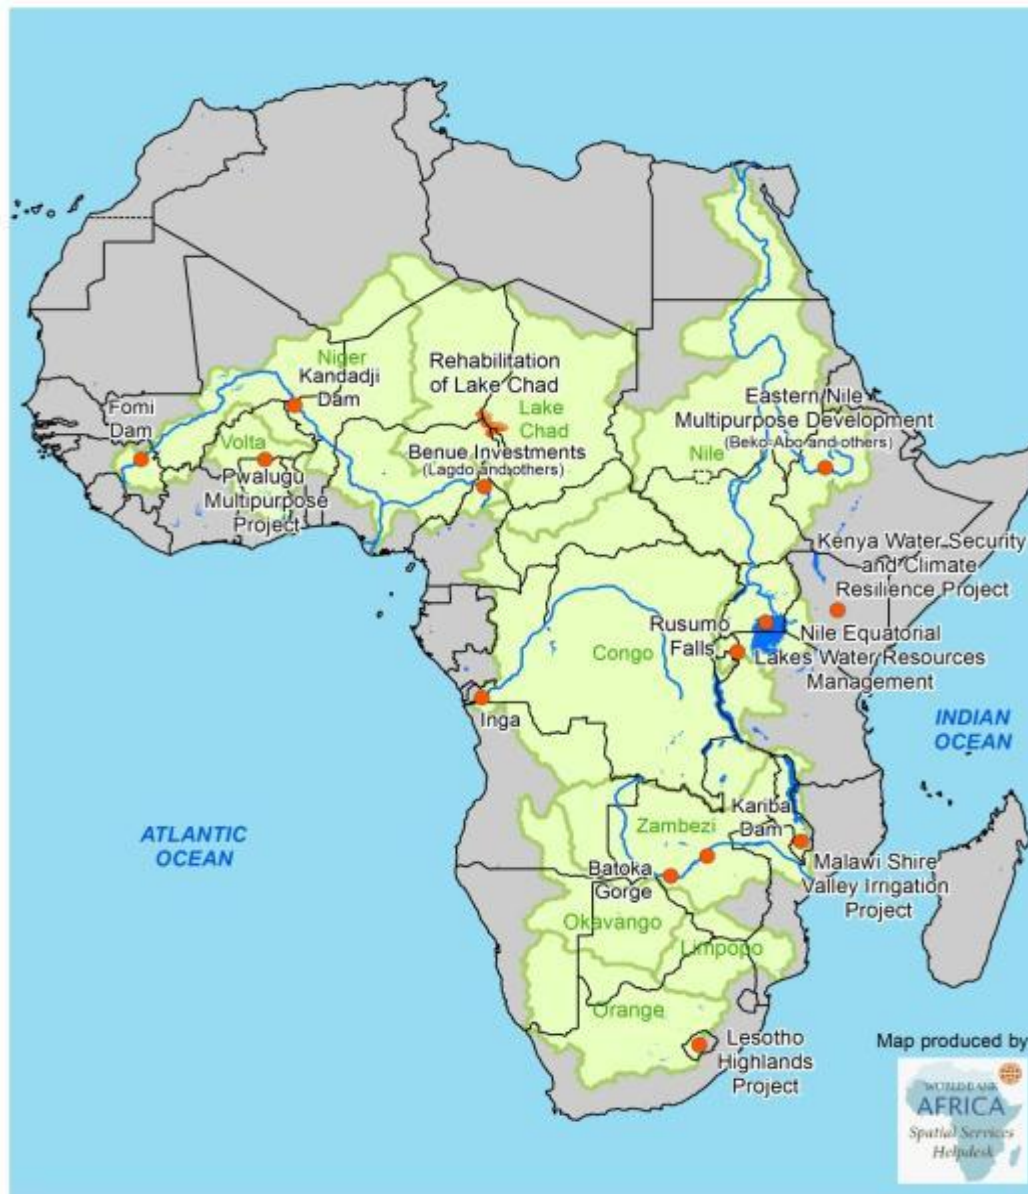 Niger
Kandadji
Dam
Rehabilitation
of Lake Chad
Lake
Chad
Fomi
Dam
Volta
Pwalugu
Multipurpose
Project
Benue Investments
(Lagdo and others)
Eastern Nile
Multipurpose Development
(Beko-Abo and others)
Nile
Kenya Water Security
and Climate
Resilience Project
Rusumo
Falls
Nile Equatorial
Lakes Water Resources
Management
Congo
Inga
INDIAN
OCEAN
ATLANTIC
OCEAN
Zambezi
Kariba
Dam
Batoka
Gorge
Malawi Shire
Valley Irrigation
Project
Okavango
Limpopo
Orange
Lesotho
Highlands
Project
Map produced by
WORLD BANK
AFRICA
Spatial Services
Helpdesk